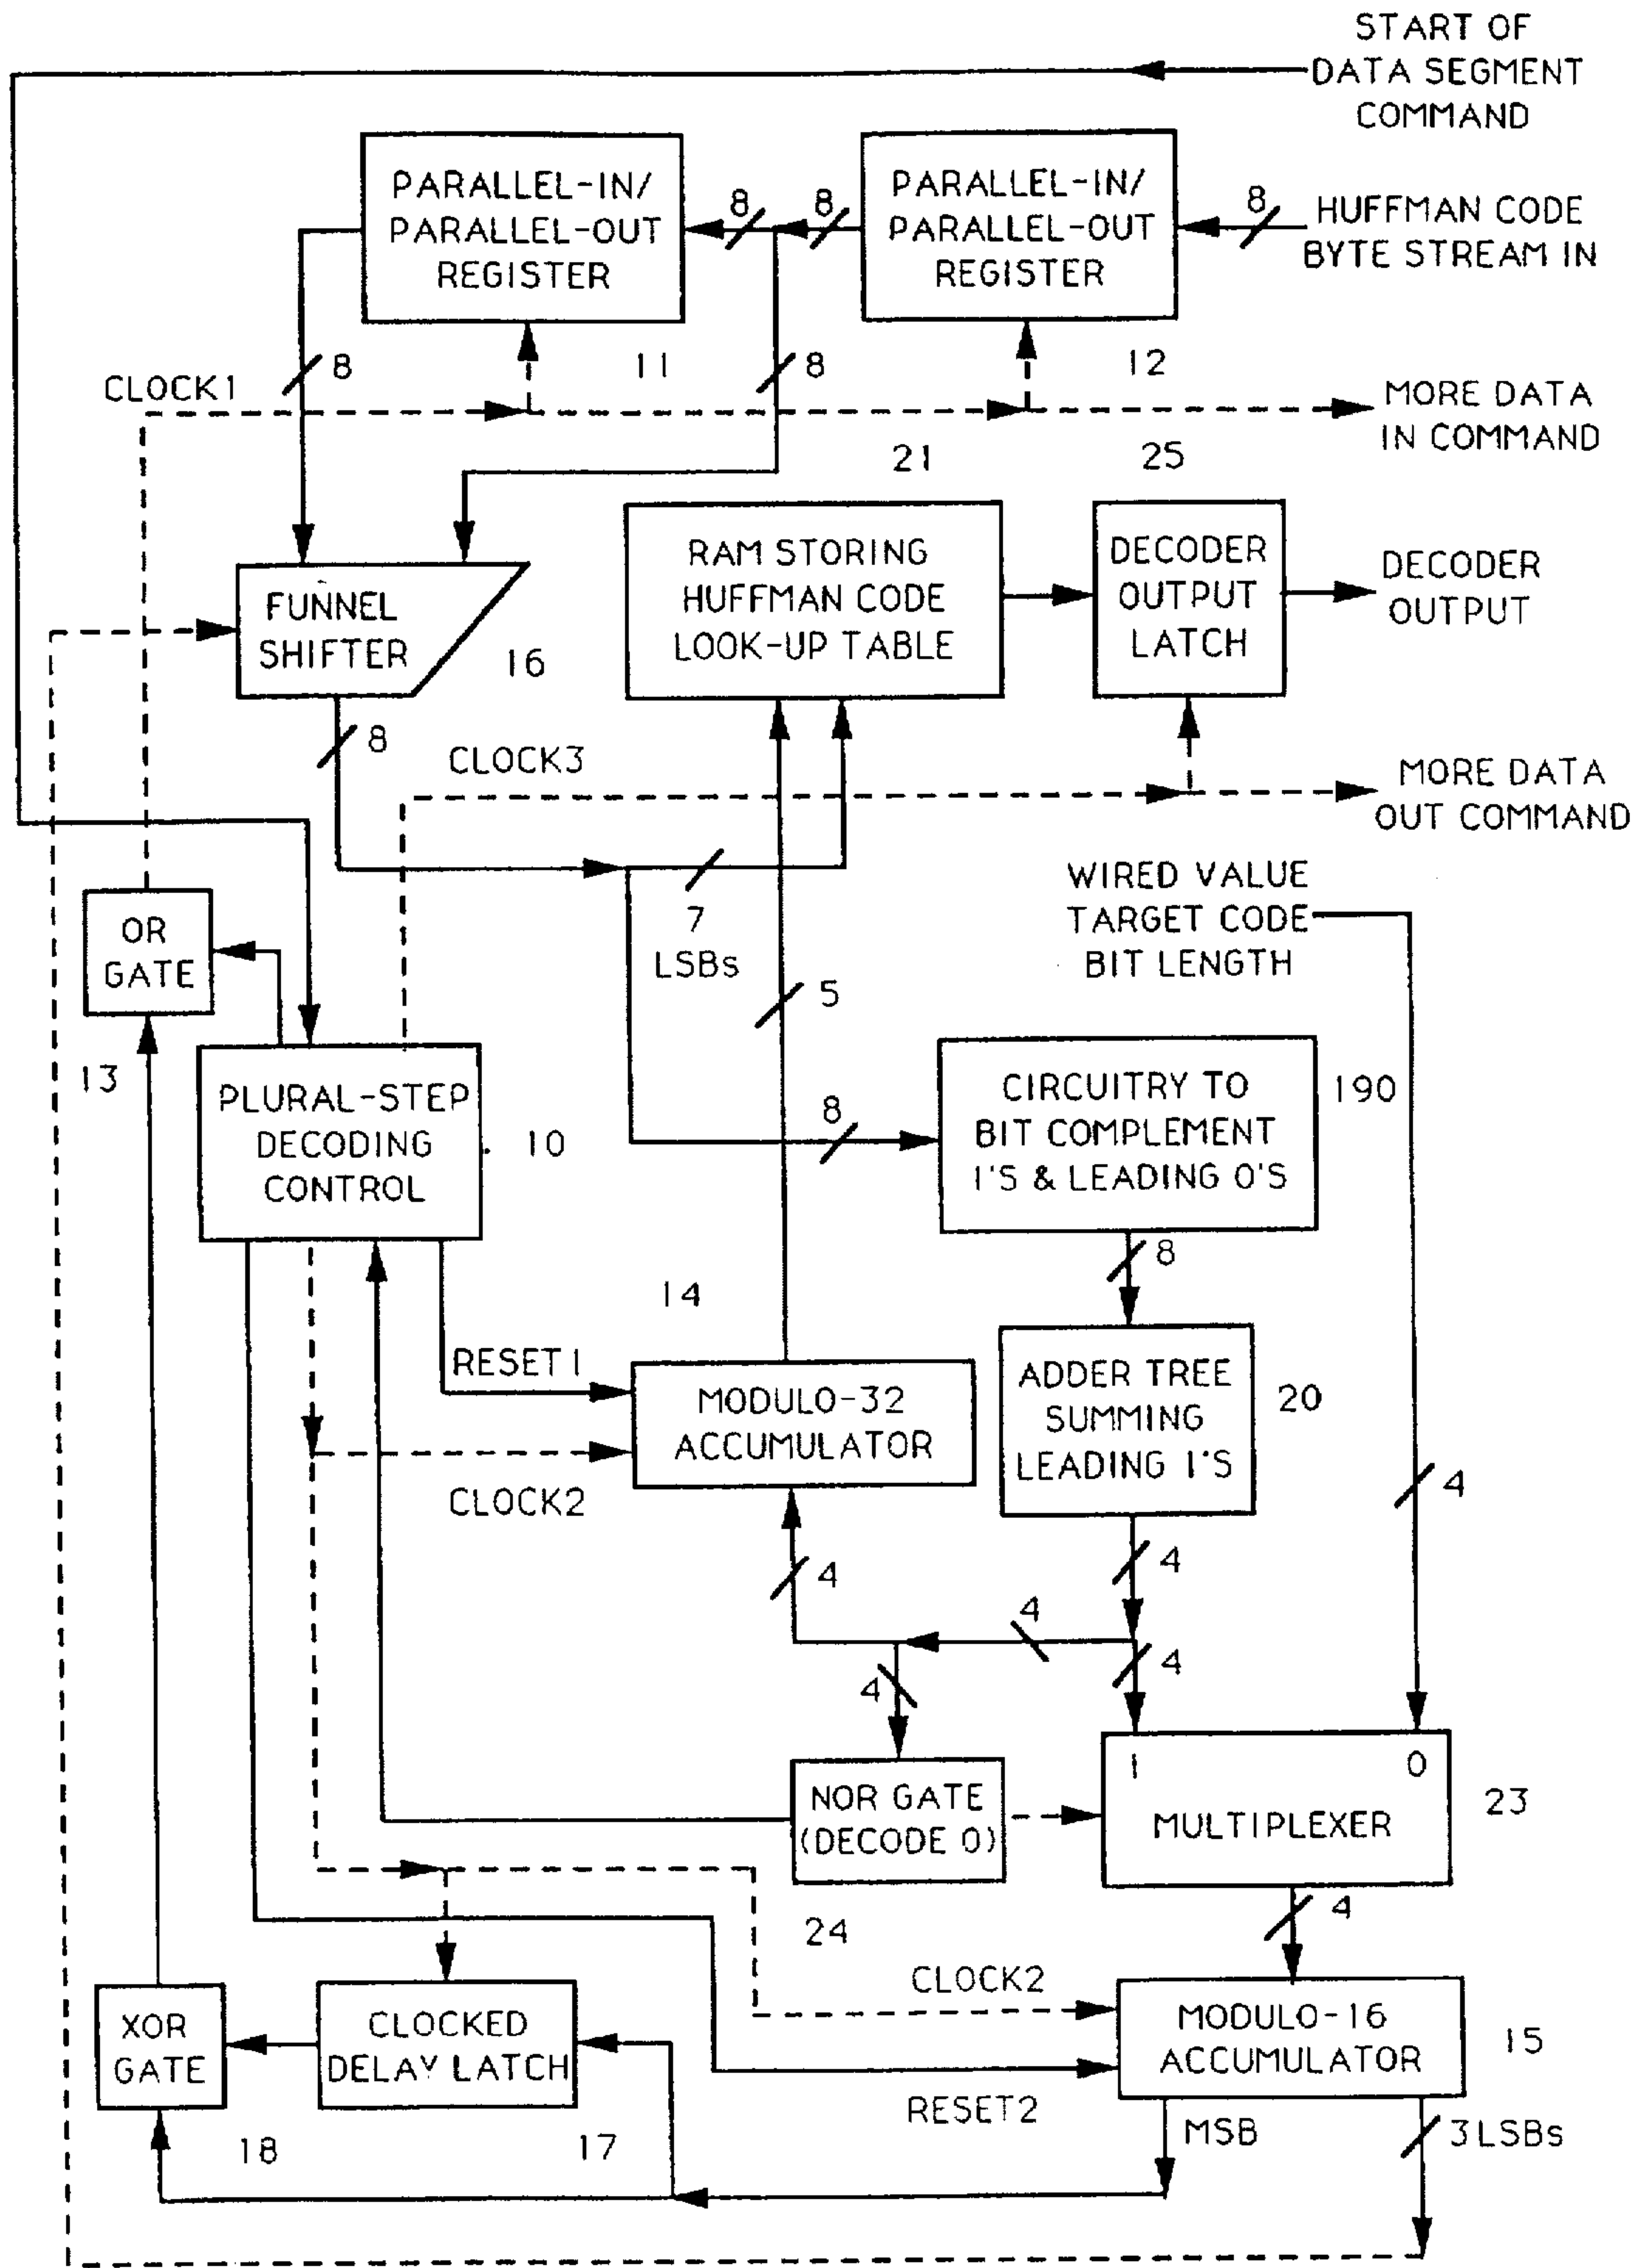 START OF
DATA SEGMENT
COMMAND
PARALLEL-IN/
PARALLEL-OUT
REGISTER
8
8
PARALLEL-IN/
PARALLEL-OUT
REGISTER
8
HUFFMAN CODE
BYTE STREAM IN
8
11
8
12
CLOCK1
MORE DATA
IN COMMAND
21
25
FUNNEL
SHIFTER
16
RAM STORING
HUFFMAN CODE
LOOK-UP TABLE
DECODER
OUTPUT
LATCH
DECODER
OUTPUT
8
CLOCK3
MORE DATA
OUT COMMAND
WIRED VALUE
TARGET CODE
BIT LENGTH
7
LSBs
OR
GATE
5
13
PLURAL-STEP
DECODING
CONTROL
10
8
CIRCUITRY TO
BIT COMPLEMENT
1'S & LEADING 0'S
190
8
14
RESET1
MODULO-32
ACCUMULATOR
ADDER TREE
SUMMING
LEADING 1'S
20
CLOCK2
4
4
4
4
4
4
NOR GATE
(DECODE 0)
1
0
MULTIPLEXER
23
24
4
CLOCK2
XOR
GATE
CLOCKED
DELAY LATCH
MODULO-16
ACCUMULATOR
15
RESET2
18
17
MSB
3LSBs